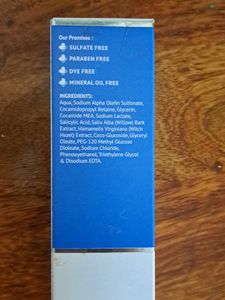 Our Promises :
SULFATE FREE
PARABEN FREE
DYE FREE
MINERAL OIL FREE
INGREDIENTS:
Aqua, Sodium Alpha Olefin Sulfonate,
Cocamidopropyl Betaine, Glycerin,
Cocamide MEA, Sodium Lactate,
Salicylic Acid, Salix Alba (Willow) Bark
Extract, Hamamelis Virginiana (Witch
Hazel) Extract, Coco-Glucoside, Glyceryl
Oleate, PEG-120 Methyl Glucose
Dioleate, Sodium Chloride,
Phenoxyethanol, Triethylene Glycol
& Disodium EDTA.